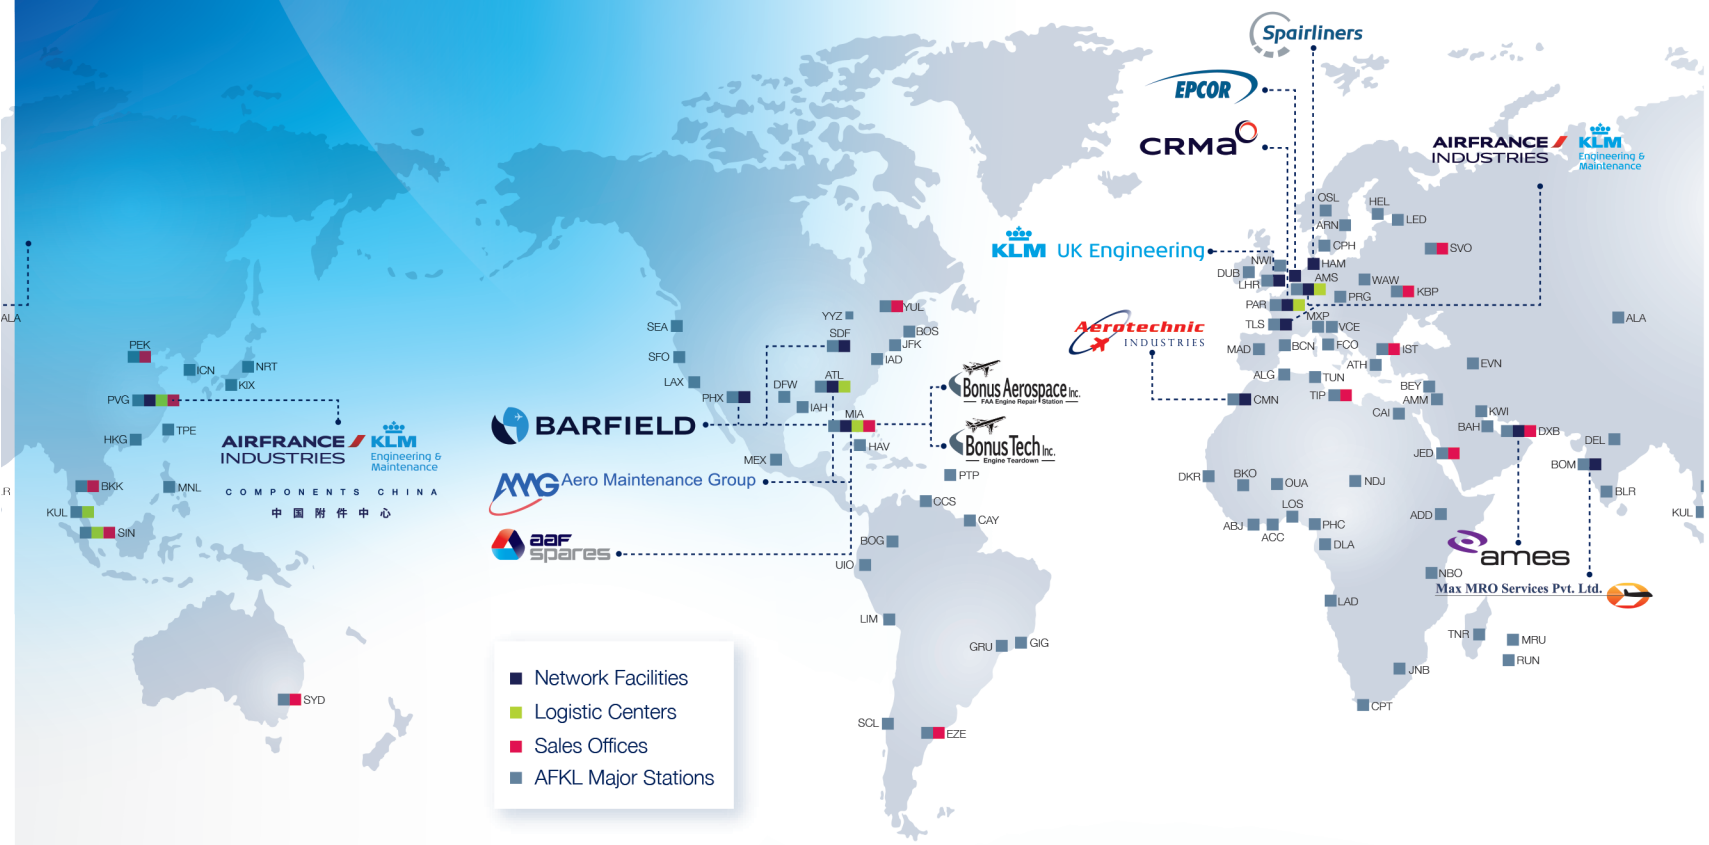 Spairliners
EPCOR
CRMa
AIRFRANCE KLM
INDUSTRIES Engineering &
Maintenance
KLM UK Engineering
Aerotechnic
INDUSTRIES
OSL
HEL
ARN
LED
CPH
SVO
NWI
HAM
DUB
LHR
AMS
WAW
KBP
PRG
PAR
TLS
MXP
VCE
MAD
BCN
FCO
IST
ATH
EVN
ALG
TUN
BEY
AMM
TIP
CMN
CAI
KWI
BAH
DXB
JED
DEL
BOM
BLR
KUL
ALA
DKR
BKO
OUA
NDJ
LOS
ABJ
ACC
PHC
DLA
ADD
NBO
LAD
TNR
MRU
RUN
JNB
CPT
ames
Max MRO Services Pvt. Ltd.
ALA
LR
PEK
ICN
NRT
KIX
PVG
TPE
HKG
BKK
MNL
KUL
SIN
SYD
AIRFRANCE KLM
INDUSTRIES Engineering &
Maintenance
COMPONENTS CHINA
中国附件中心
YUL
YYZ
SEA
SDF
BOS
JFK
SFO
IAD
LAX
DFW
ATL
PHX
IAH
MIA
HAV
MEX
PTP
CCS
CAY
BOG
UIO
LIM
GRU
GIG
SCL
EZE
BARFIELD
Bonus Aerospace Inc.
FAA Engine Repair Station
BonusTech Inc.
Engine Teardown
AMG Aero Maintenance Group
aaf
spares
Network Facilities
Logistic Centers
Sales Offices
AFKL Major Stations